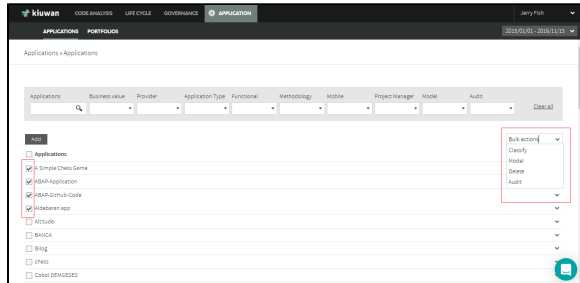 kiuwan CODE ANALYSIS LIFE CYCLE GOVERNANCE APPLICATION Jerry Fish
APPLICATIONS PORTFOLIOS 2015/01/01 - 2016/11/15
Applications » Applications
Applications Business value Provider Application Type Functional Methodology Mobile Project Manager Model Audit
Clear all
Add Bulk actions
Applications Classify
A Simple Chess Game Model
ABAP-Application Delete
ABAP-GitHub-Code Audit
Aldebaran app
Altitude
BANCA
Bilog
chess
Cobol DEMGESES